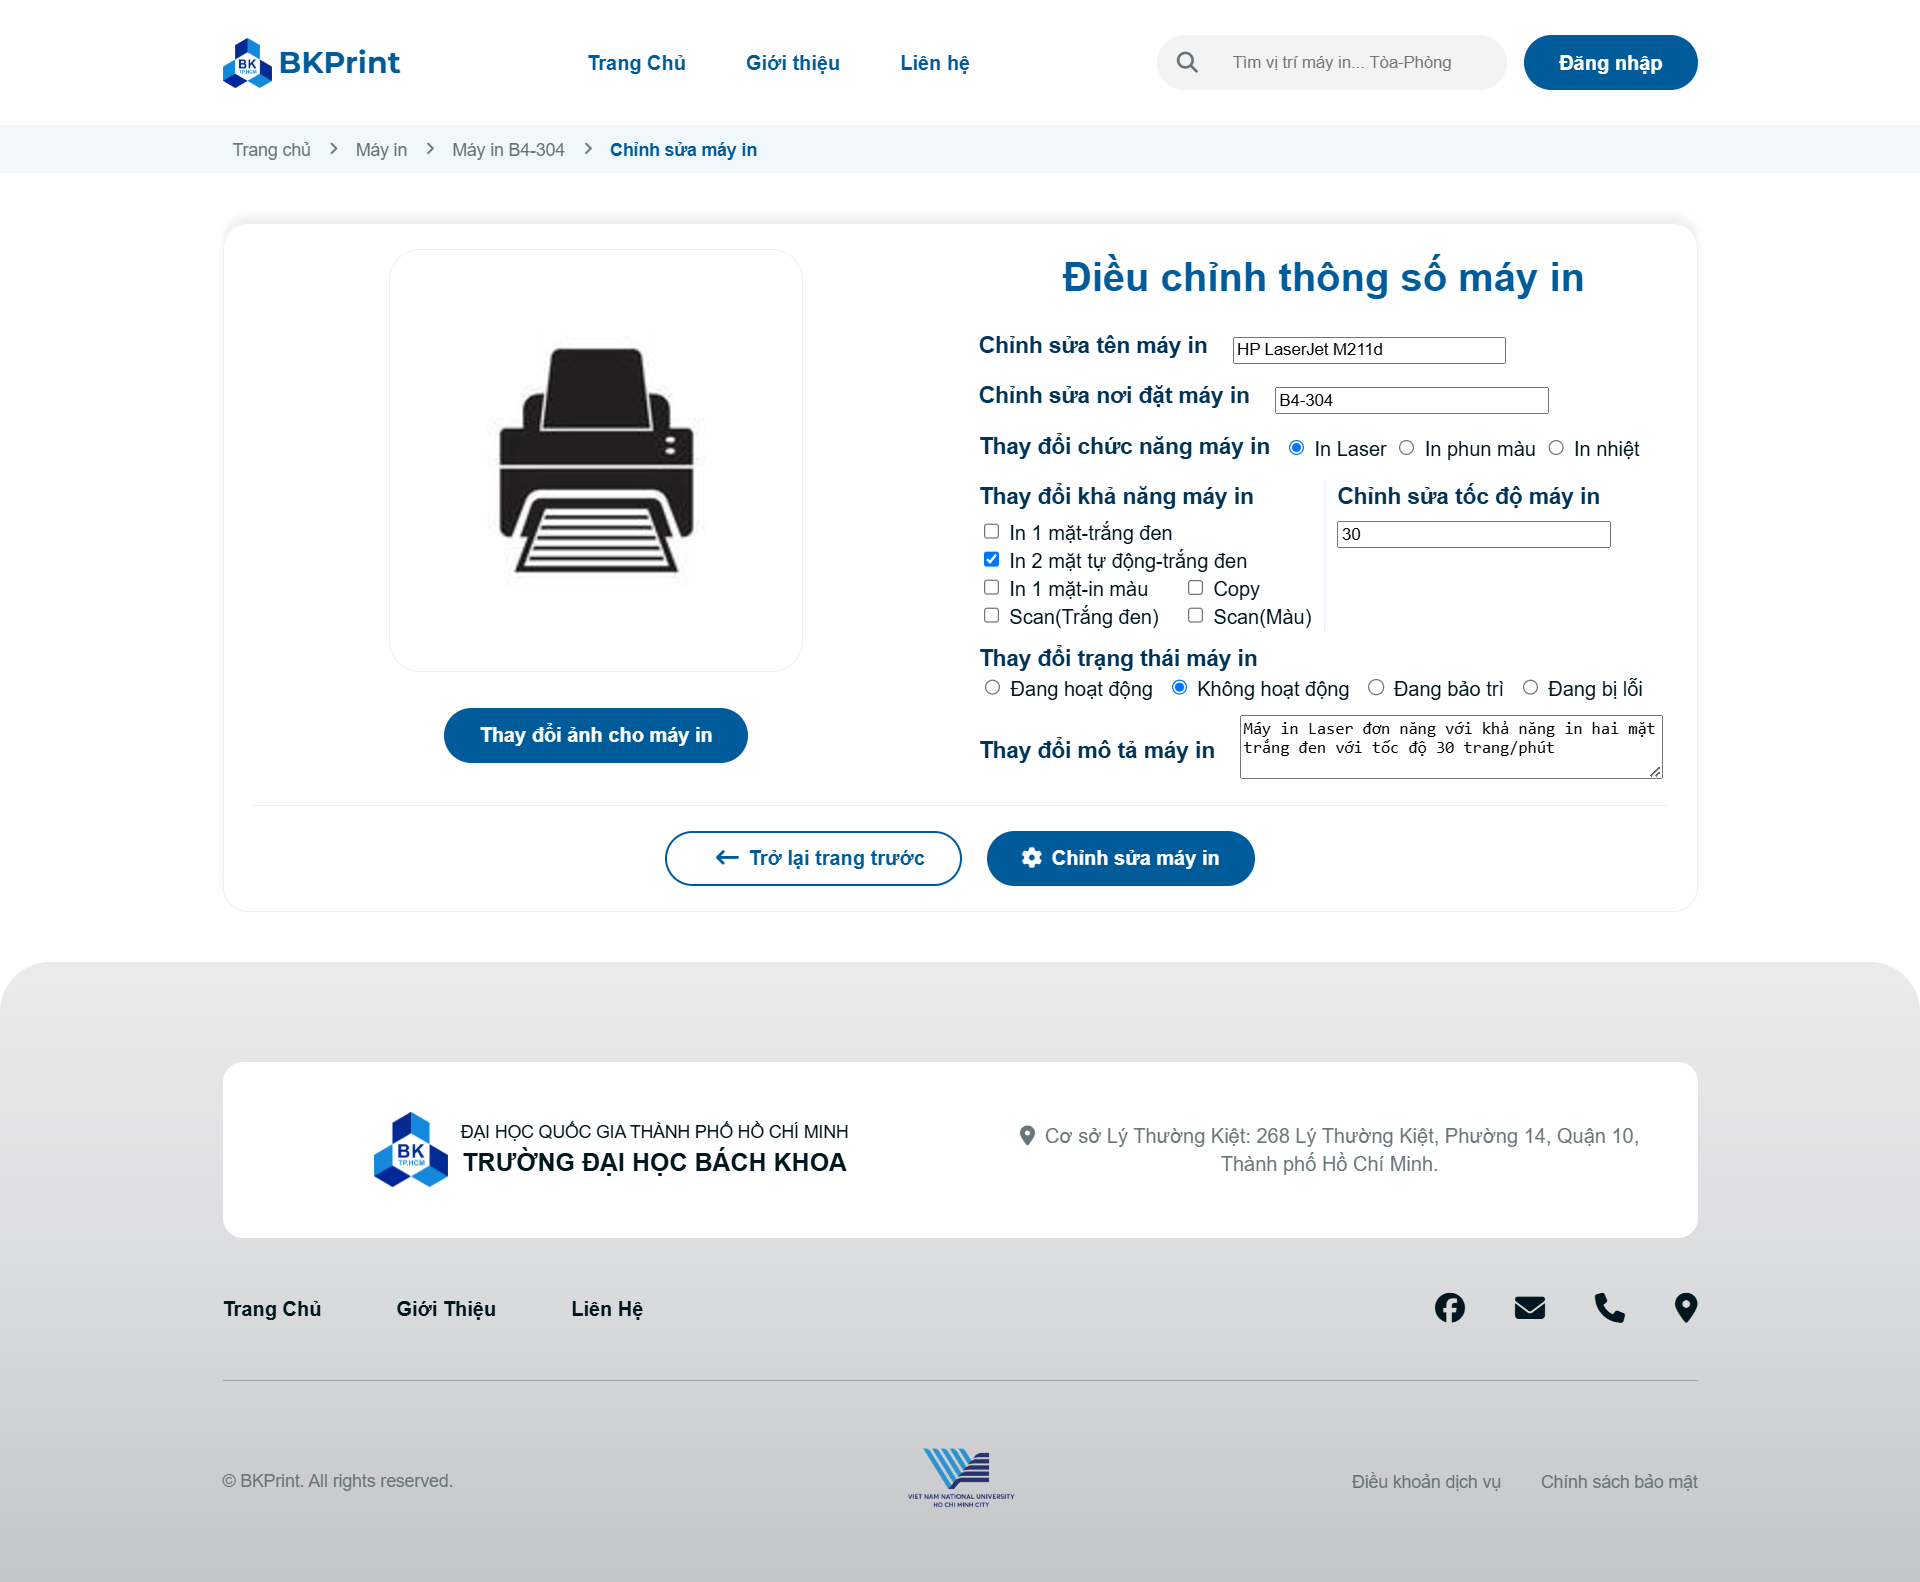 BK
TP.HCM
BKPrint
Trang Chủ
Giới thiệu
Liên hệ
Tìm vị trí máy in... Tòa-Phòng
Đăng nhập
Trang chủ
Máy in
Máy in B4-304
Chỉnh sửa máy in
Điều chỉnh thông số máy in
Chỉnh sửa tên máy in
HP LaserJet M211d
Chỉnh sửa nơi đặt máy in
B4-304
Thay đổi chức năng máy in
In Laser
In phun màu
In nhiệt
Thay đổi khả năng máy in
In 1 mặt-trắng đen
In 2 mặt tự động-trắng đen
In 1 mặt-in màu
Copy
Scan(Trắng đen)
Scan(Màu)
Chỉnh sửa tốc độ máy in
30
Thay đổi trạng thái máy in
Đang hoạt động
Không hoạt động
Đang bảo trì
Đang bị lỗi
Thay đổi mô tả máy in
Máy in Laser đơn năng với khả năng in hai mặt
trắng đen với tốc độ 30 trang/phút
Thay đổi ảnh cho máy in
Trở lại trang trước
Chỉnh sửa máy in
BK
TP.HCM
ĐẠI HỌC QUỐC GIA THÀNH PHỐ HỒ CHÍ MINH
TRƯỜNG ĐẠI HỌC BÁCH KHOA
Cơ sở Lý Thường Kiệt: 268 Lý Thường Kiệt, Phường 14, Quận 10,
Thành phố Hồ Chí Minh.
Trang Chủ
Giới Thiệu
Liên Hệ
© BKPrint. All rights reserved.
VIET NAM NATIONAL UNIVERSITY
HO CHI MINH CITY
Điều khoản dịch vụ
Chính sách bảo mật